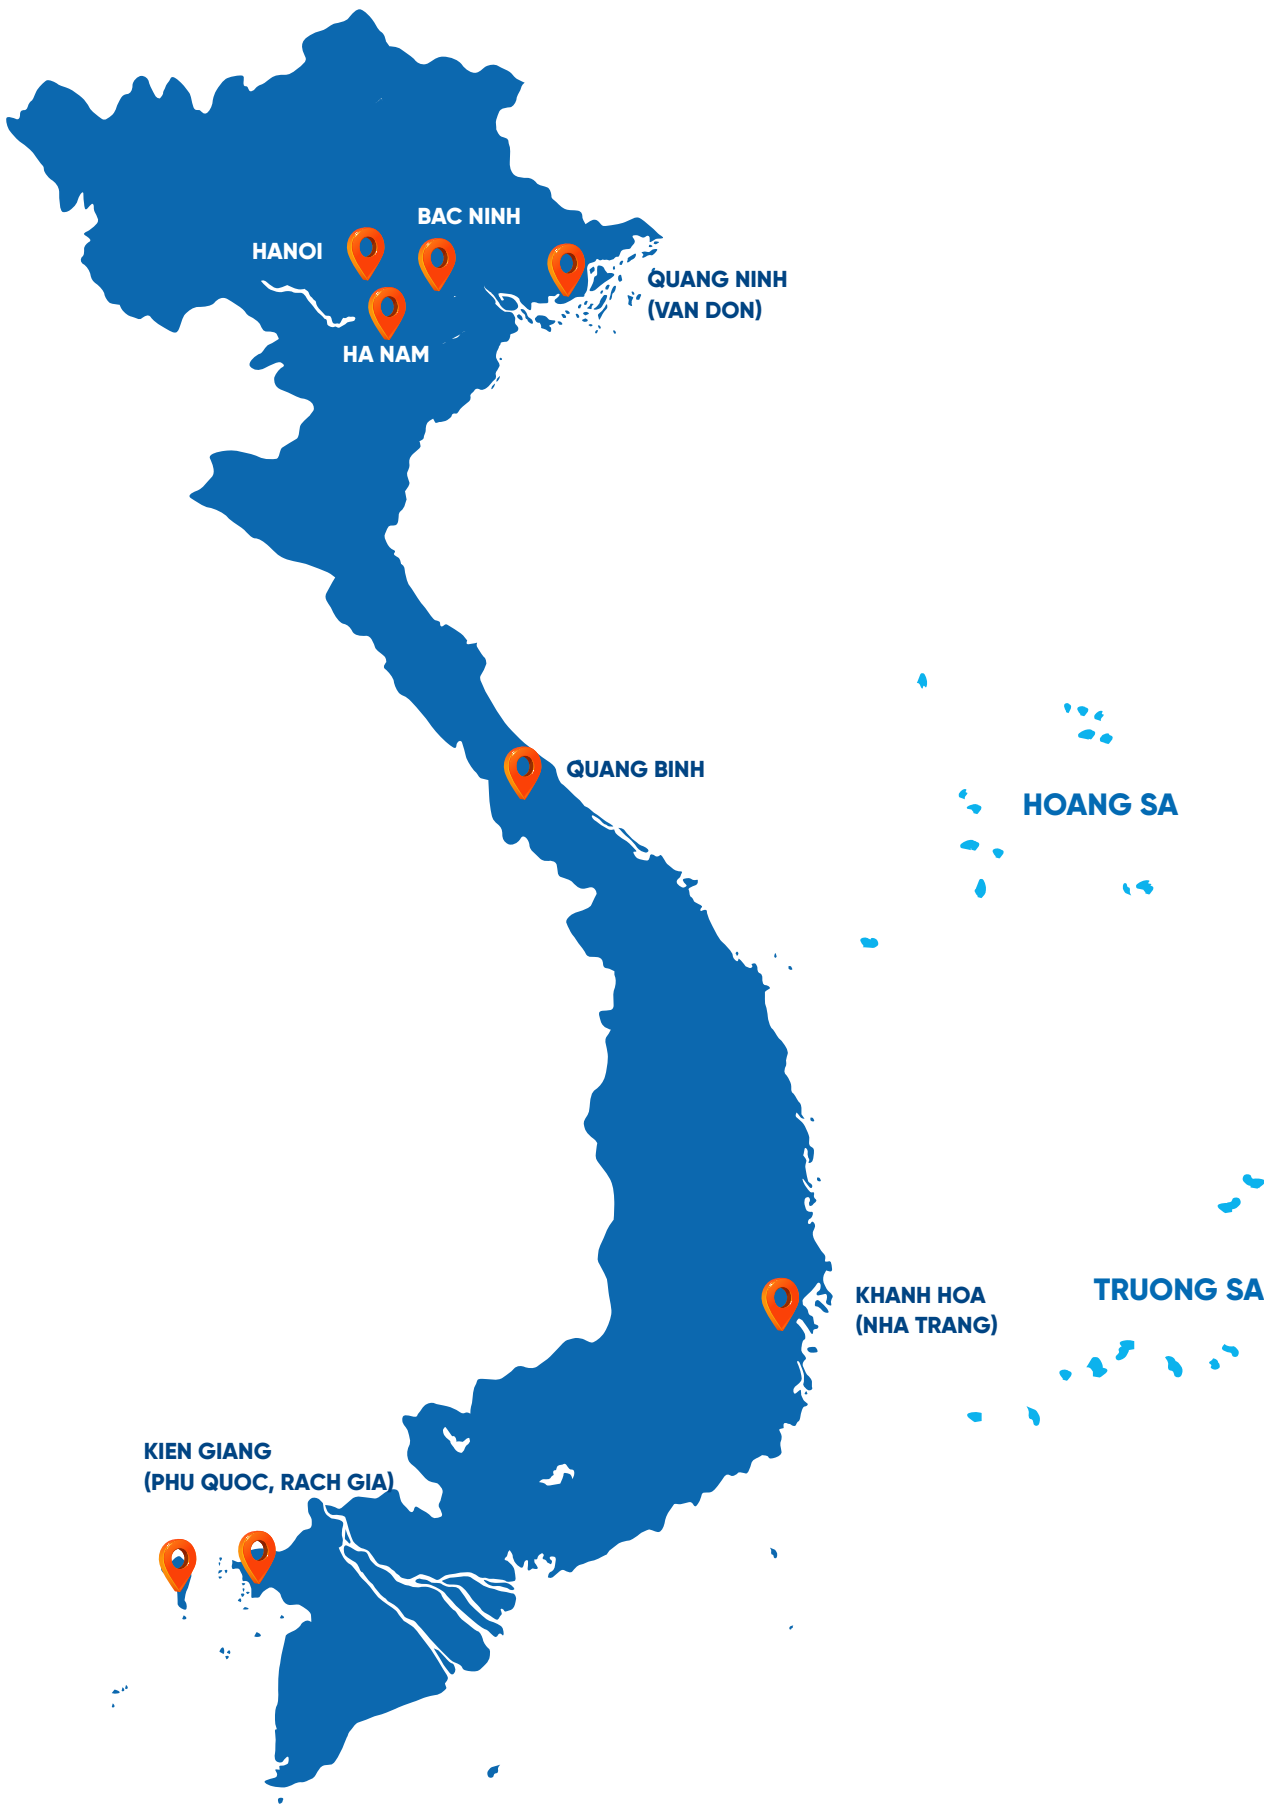 BAC NINH
HANOI
QUANG NINH
(VAN DON)
HA NAM
QUANG BINH
HOANG SA
KHANH HOA
(NHA TRANG)
TRUONG SA
KIEN GIANG
(PHU QUOC, RACH GIA)